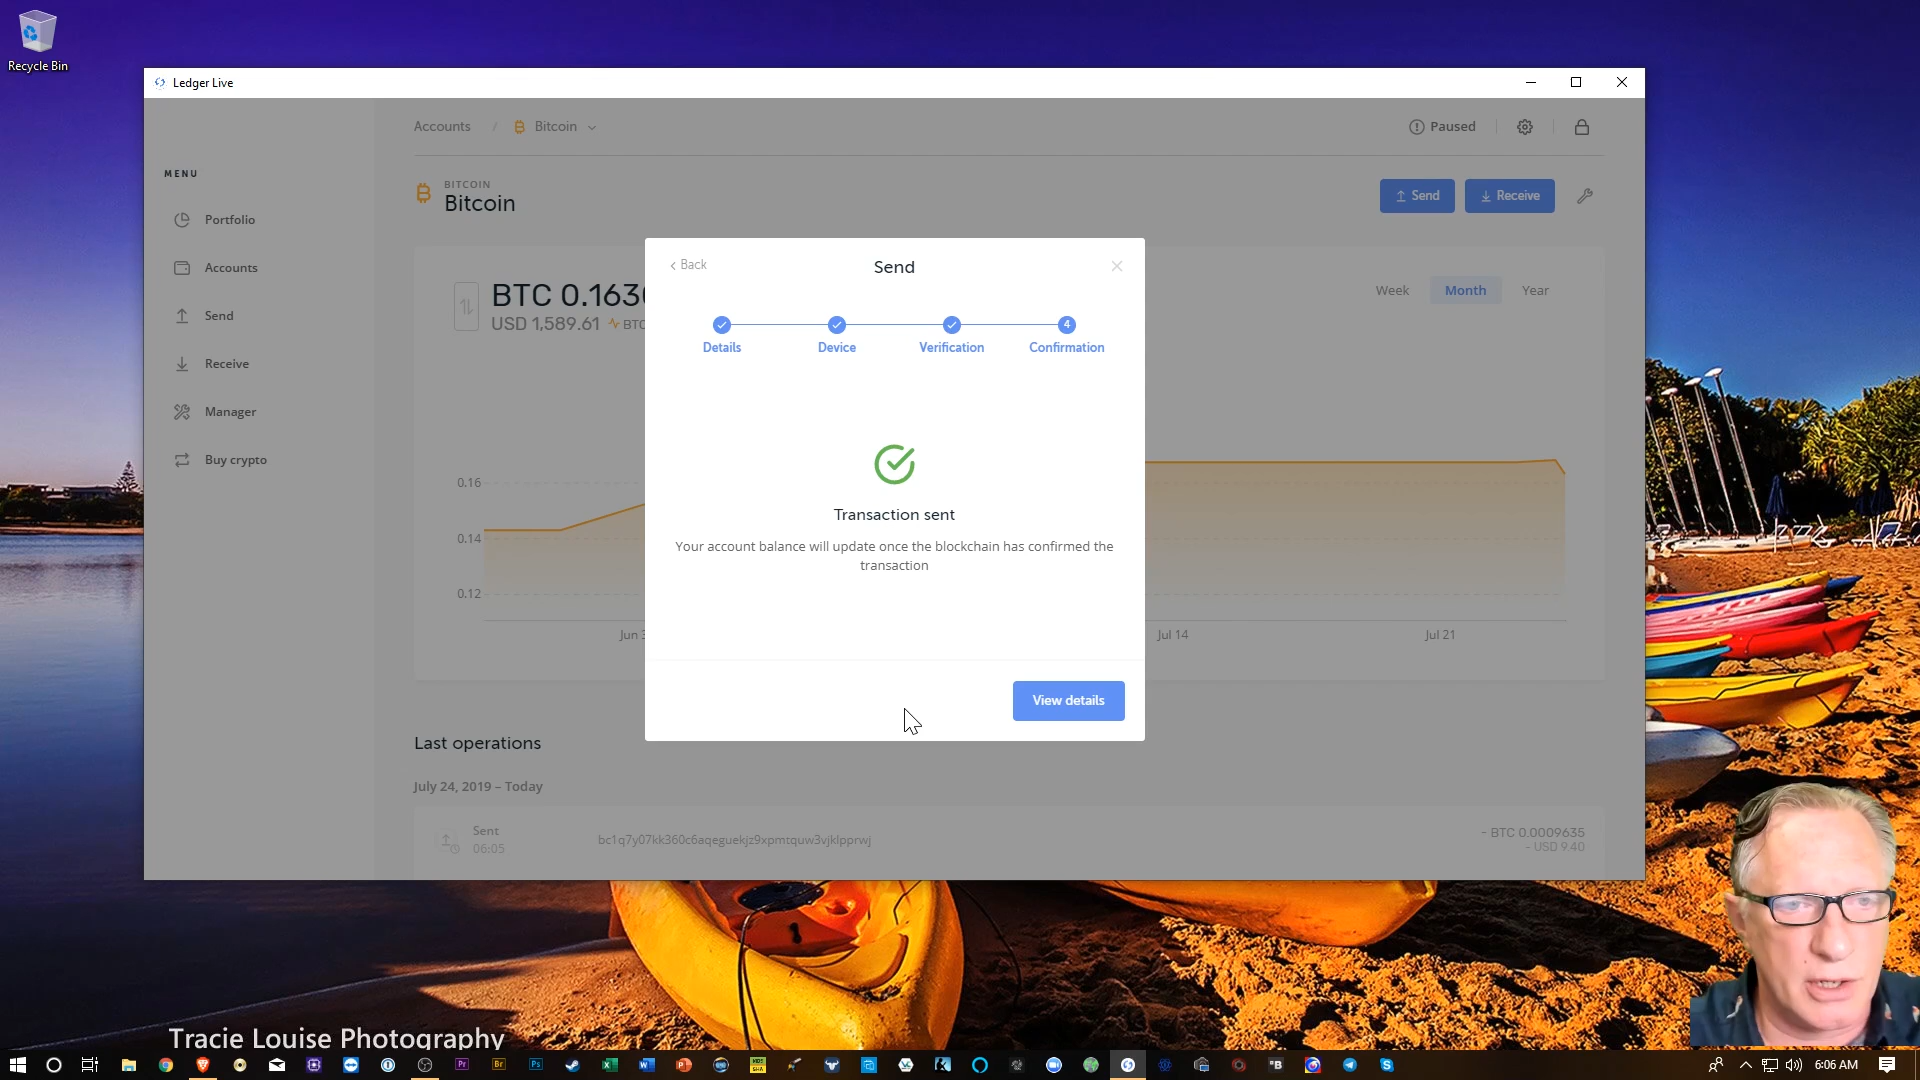 Recycle Bin
Ledger Live
Accounts / Bitcoin
Paused
MENU
Portfolio
Accounts
Send
Receive
Manager
Buy crypto
BITCOIN
Bitcoin
Send
Receive
BTC 0.163
USD 1,589.61 BTC
Week
Month
Year
Back
Send
Details
Device
Verification
4
Confirmation
Transaction sent
Your account balance will update once the blockchain has confirmed the
transaction
View details
0.16
0.14
0.12
Jun
Jul 14
Jul 21
Last operations
July 24, 2019 – Today
Sent
06:05
bc1q7y07kk360c6aqeguekjz9xpmtquw3vjklpprwj
- BTC 0.0009635
- USD 9.40
Tracie Louise Photography
6:06 AM